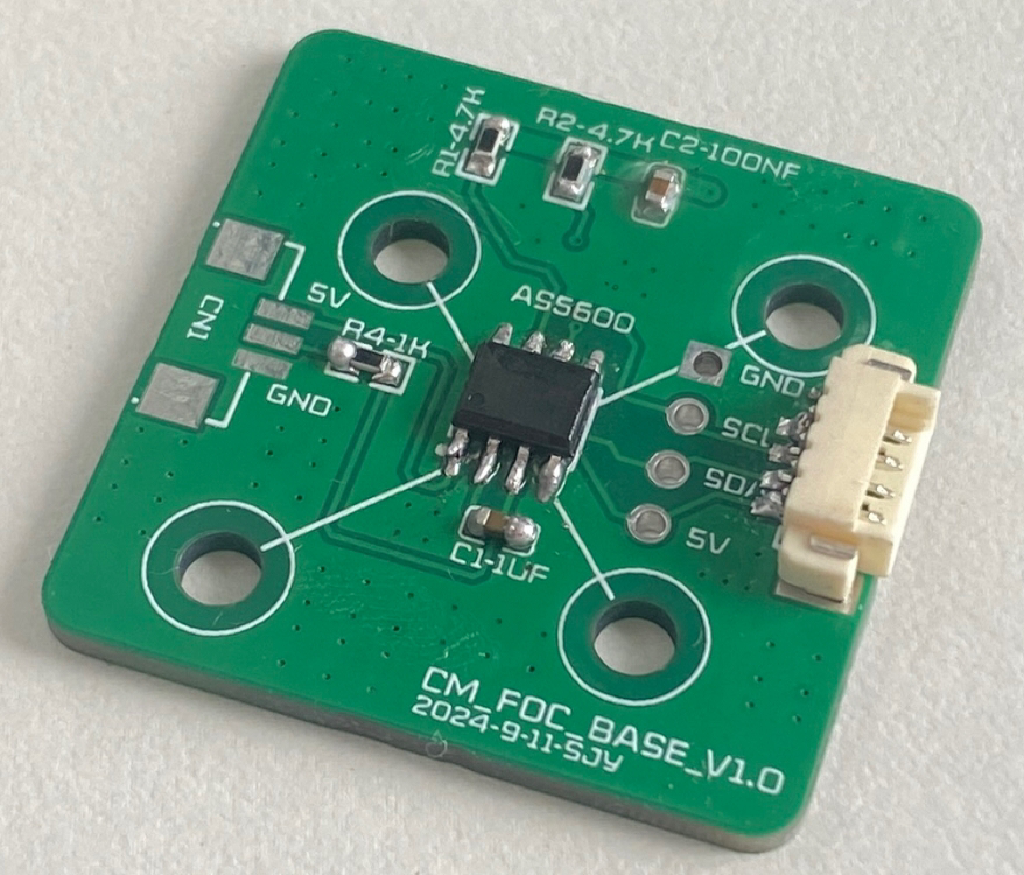 R1-4.7K
R2-4.7K
C2-100NF
AS5600
5V
CN1
R4-1K
GND
GND
SCL
SDA
5V
C1-1UF
CM_FOC_BASE_V1.0
2024-9-11-SJY